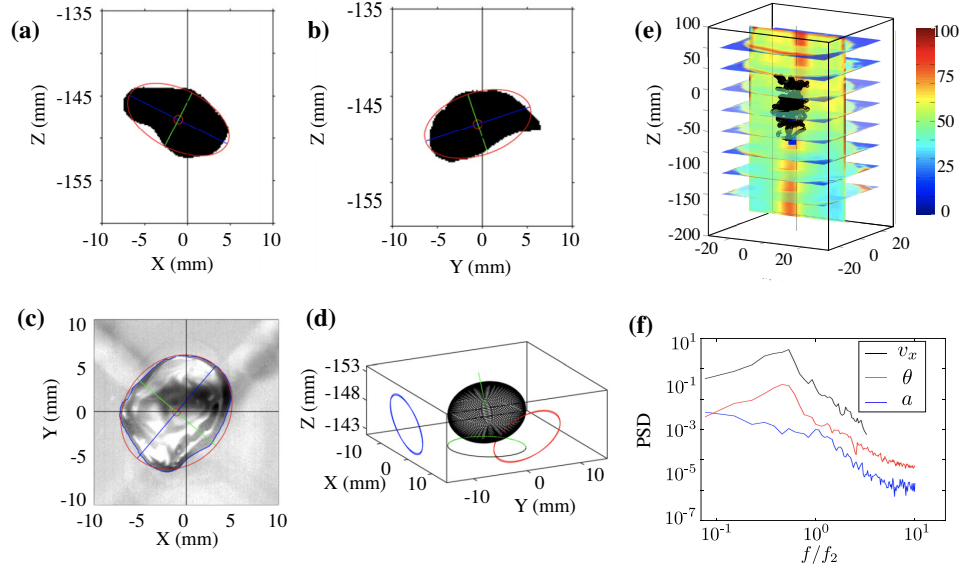 (a)
-135
-145
-155
Z (mm)
-10 -5 0 5 10
X (mm)
(b)
-135
-145
-155
Z (mm)
-10 -5 0 5 10
Y (mm)
(e)
100
50
0
-50
-100
-150
-200
Z (mm)
-20 0 20
-20 0 20
100
75
50
25
0
(c)
10
5
0
-5
-10
Y (mm)
-10 -5 0 5 10
X (mm)
(d)
-153
-148
-143
Z (mm)
-10
0
10
X (mm)
-10 0 10
Y (mm)
(f)
10^1
10^-1
10^-3
10^-5
10^-7
PSD
v_x
θ
a
10^-1 10^0 10^1
f/f_2